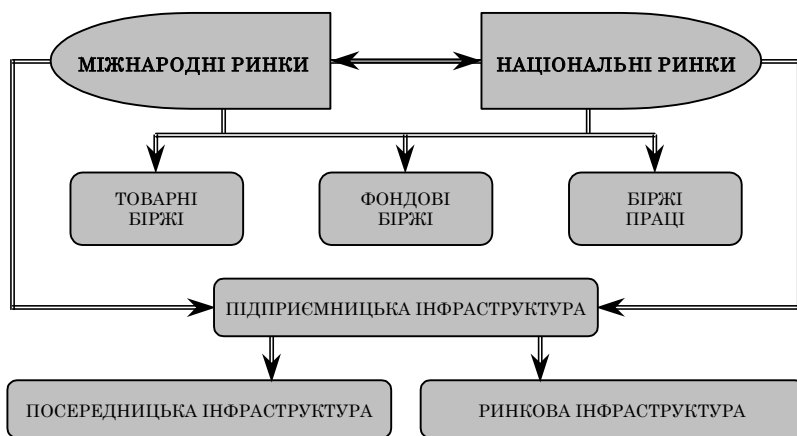 МІЖНАРОДНІ РИНКИ
НАЦІОНАЛЬНІ РИНКИ
ТОВАРНІ
БІРЖІ
ФОНДОВІ
БІРЖІ
БІРЖІ
ПРАЦІ
ПІДПРИЄМНИЦЬКА ІНФРАСТРУКТУРА
ПОСЕРЕДНИЦЬКА ІНФРАСТРУКТУРА
РИНКОВА ІНФРАСТРУКТУРА